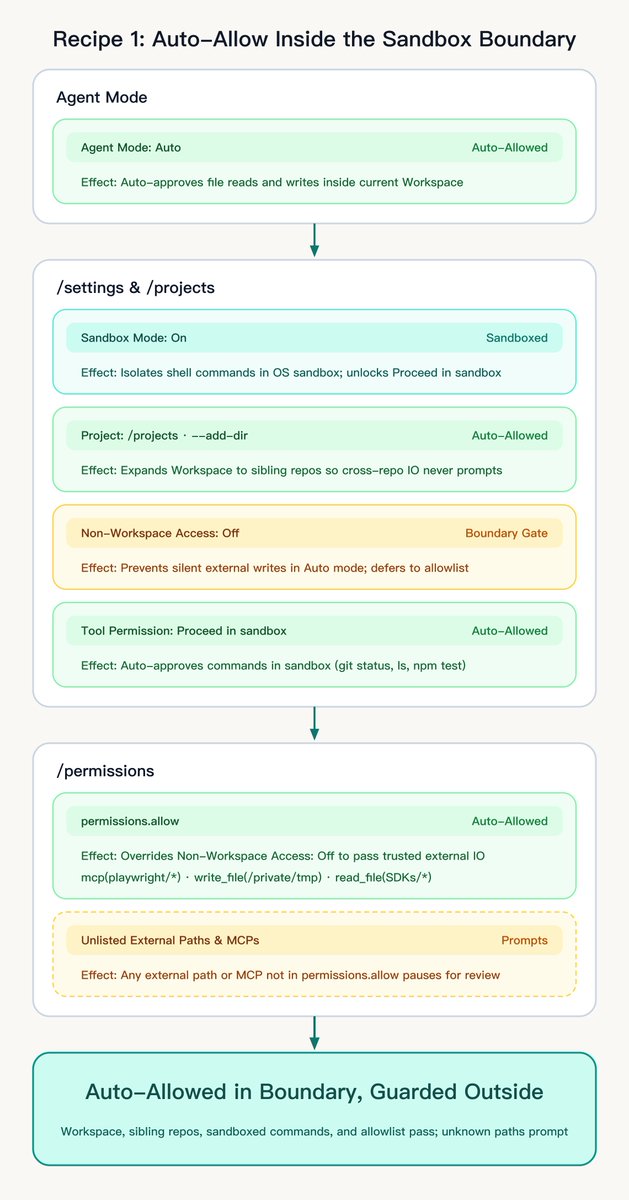 Recipe 1: Auto-Allow Inside the Sandbox Boundary
Agent Mode
Agent Mode: Auto
Auto-Allowed
Effect: Auto-approves file reads and writes inside current Workspace
/settings & /projects
Sandbox Mode: On
Sandboxed
Effect: Isolates shell commands in OS sandbox; unlocks Proceed in sandbox
Project: /projects · --add-dir
Auto-Allowed
Effect: Expands Workspace to sibling repos so cross-repo IO never prompts
Non-Workspace Access: Off
Boundary Gate
Effect: Prevents silent external writes in Auto mode; defers to allowlist
Tool Permission: Proceed in sandbox
Auto-Allowed
Effect: Auto-approves commands in sandbox (git status, ls, npm test)
/permissions
permissions.allow
Auto-Allowed
Effect: Overrides Non-Workspace Access: Off to pass trusted external IO
mcp(playwright/*) · write_file(/private/tmp) · read_file(SDKs/*)
Unlisted External Paths & MCPs
Prompts
Effect: Any external path or MCP not in permissions.allow pauses for review
Auto-Allowed in Boundary, Guarded Outside
Workspace, sibling repos, sandboxed commands, and allowlist pass; unknown paths prompt